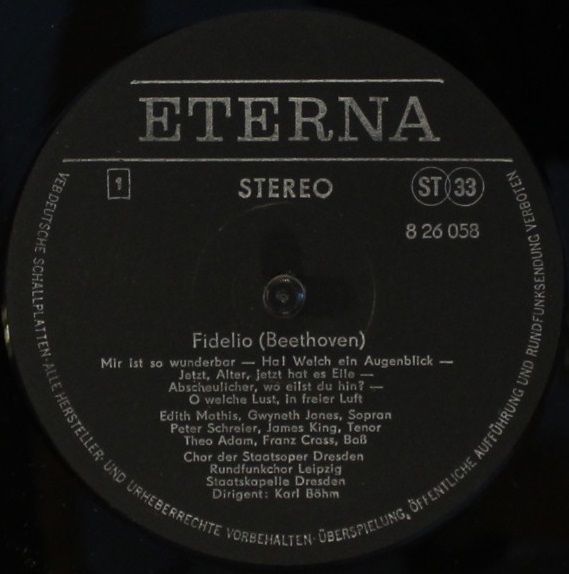 ETERNA
1 STEREO ST 33
8 26 058
Fidelio (Beethoven)
Mir ist so wunderbar — Ha! Welch ein Augenblick —
Jetzt, Alter, jetzt hat es Eile —
Abscheulicher, wo eilst du hin? —
O welche Lust, in freier Luft
Edith Mathis, Gwyneth Jones, Sopran
Peter Schreier, James King, Tenor
Theo Adam, Franz Crass, Baß
Chor der Staatsoper Dresden
Rundfunkchor Leipzig
Staatskapelle Dresden
Dirigent: Karl Böhm
VEB DEUTSCHE SCHALLPLATTEN · ALLE HERSTELLER- UND URHEBERRECHTE VORBEHALTEN · ÜBERSPIELUNG, ÖFFENTLICHE AUFFÜHRUNG UND RUNDFUNKSENDUNG VERBOTEN